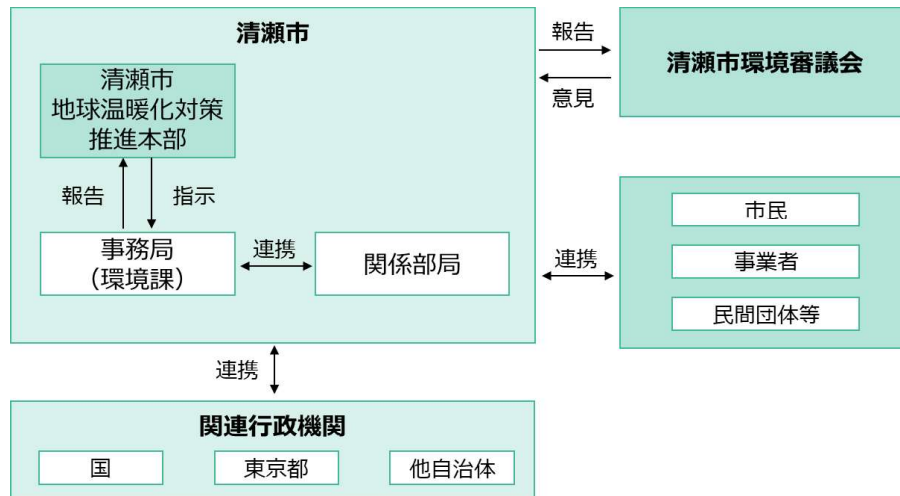 清瀬市
清瀬市
地球温暖化対策
推進本部
報告
指示
事務局
（環境課）
連携
関係部局
報告
意見
清瀬市環境審議会
連携
市民
事業者
民間団体等
連携
関連行政機関
国
東京都
他自治体